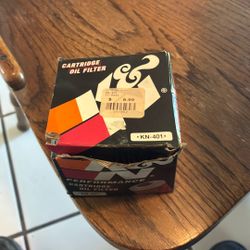 CARTRIDGE
OIL FILTER
K&N
$ 8.99
•KN-401•
K&N
PERFORMANCE
CARTRIDGE
OIL FILTER